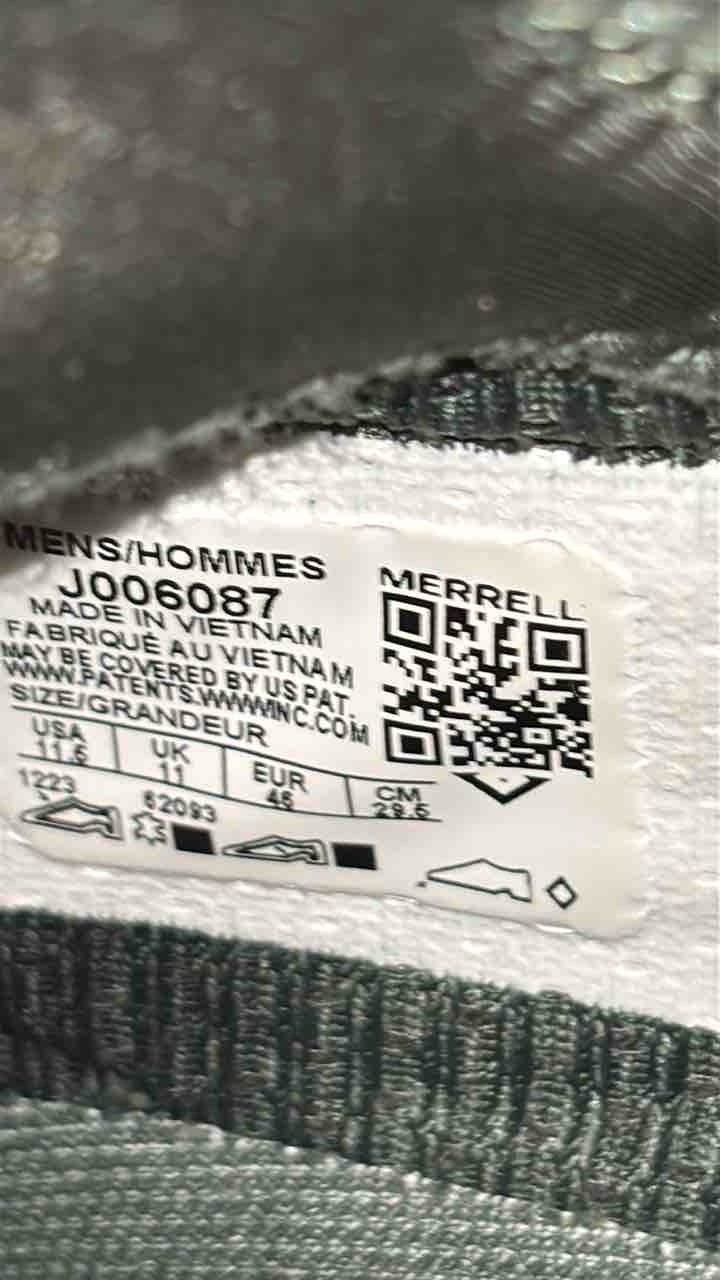 MENS/HOMMES
J006087
MADE IN VIETNAM
FABRIQUÉ AU VIETNAM
MAY BE COVERED BY US PAT.
WWW.PATENTS.WWWINC.COM
SIZE/GRANDEUR
USA UK EUR CM
11.5 11 46 29.5
1223 62093
MERRELL